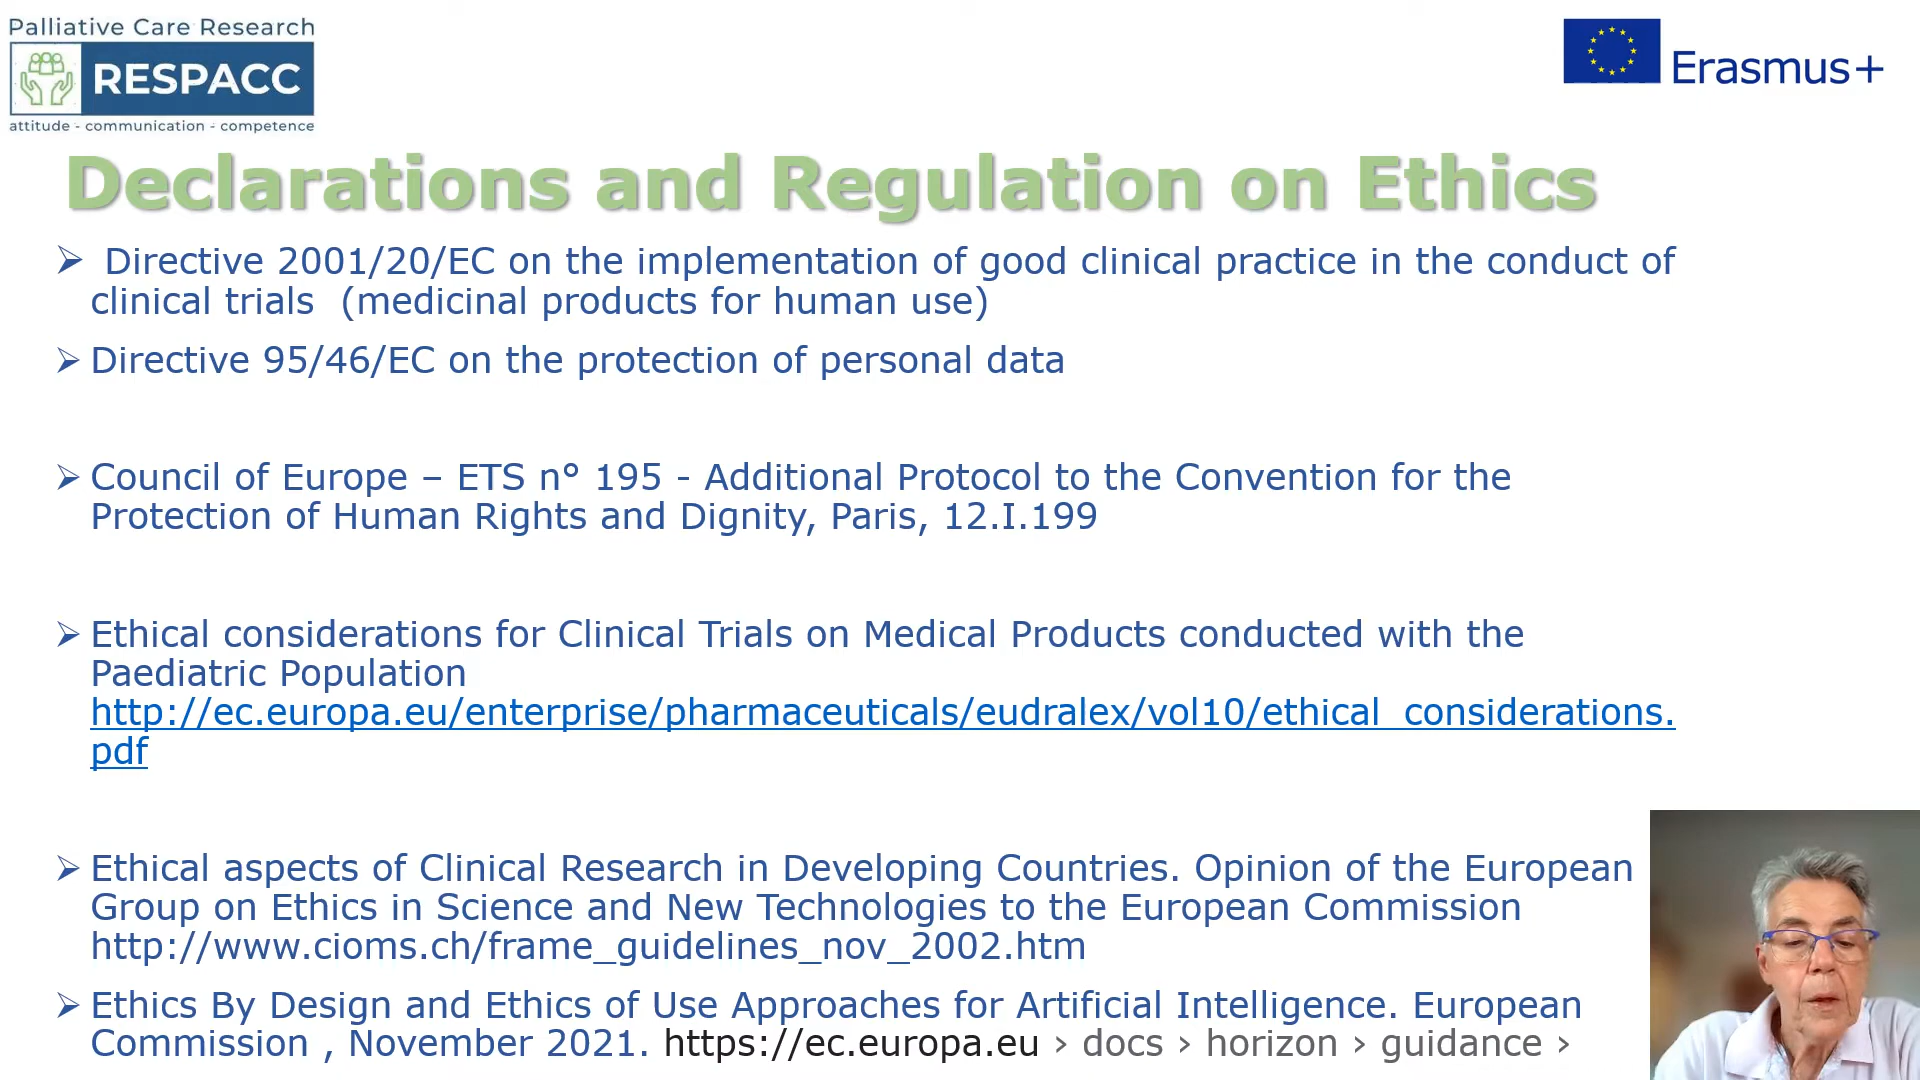 Palliative Care Research
RESPACC
attitude - communication - competence
Erasmus+
Declarations and Regulation on Ethics
➢ Directive 2001/20/EC on the implementation of good clinical practice in the conduct of
clinical trials  (medicinal products for human use)
➢ Directive 95/46/EC on the protection of personal data
➢ Council of Europe – ETS n° 195 - Additional Protocol to the Convention for the
Protection of Human Rights and Dignity, Paris, 12.I.199
➢ Ethical considerations for Clinical Trials on Medical Products conducted with the
Paediatric Population
http://ec.europa.eu/enterprise/pharmaceuticals/eudralex/vol10/ethical_considerations.
pdf
➢ Ethical aspects of Clinical Research in Developing Countries. Opinion of the European
Group on Ethics in Science and New Technologies to the European Commission
http://www.cioms.ch/frame_guidelines_nov_2002.htm
➢ Ethics By Design and Ethics of Use Approaches for Artificial Intelligence. European
Commission , November 2021. https://ec.europa.eu › docs › horizon › guidance ›